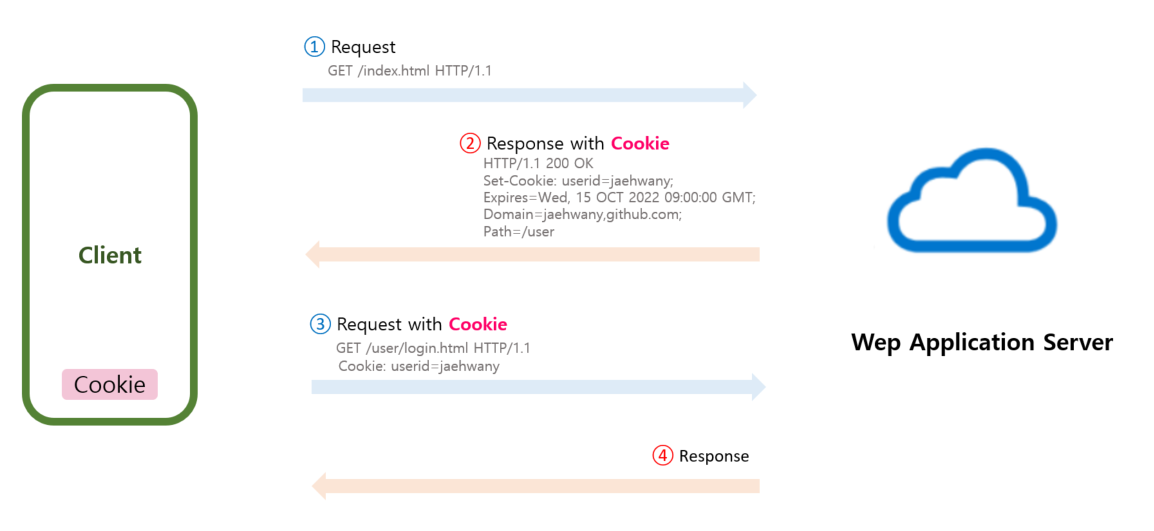 ① Request
GET /index.html HTTP/1.1
② Response with Cookie
HTTP/1.1 200 OK
Set-Cookie: userid=jaehwany;
Expires=Wed, 15 OCT 2022 09:00:00 GMT;
Domain=jaehwany,github.com;
Path=/user
Client
③ Request with Cookie
GET /user/login.html HTTP/1.1
Cookie: userid=jaehwany
Wep Application Server
Cookie
④ Response